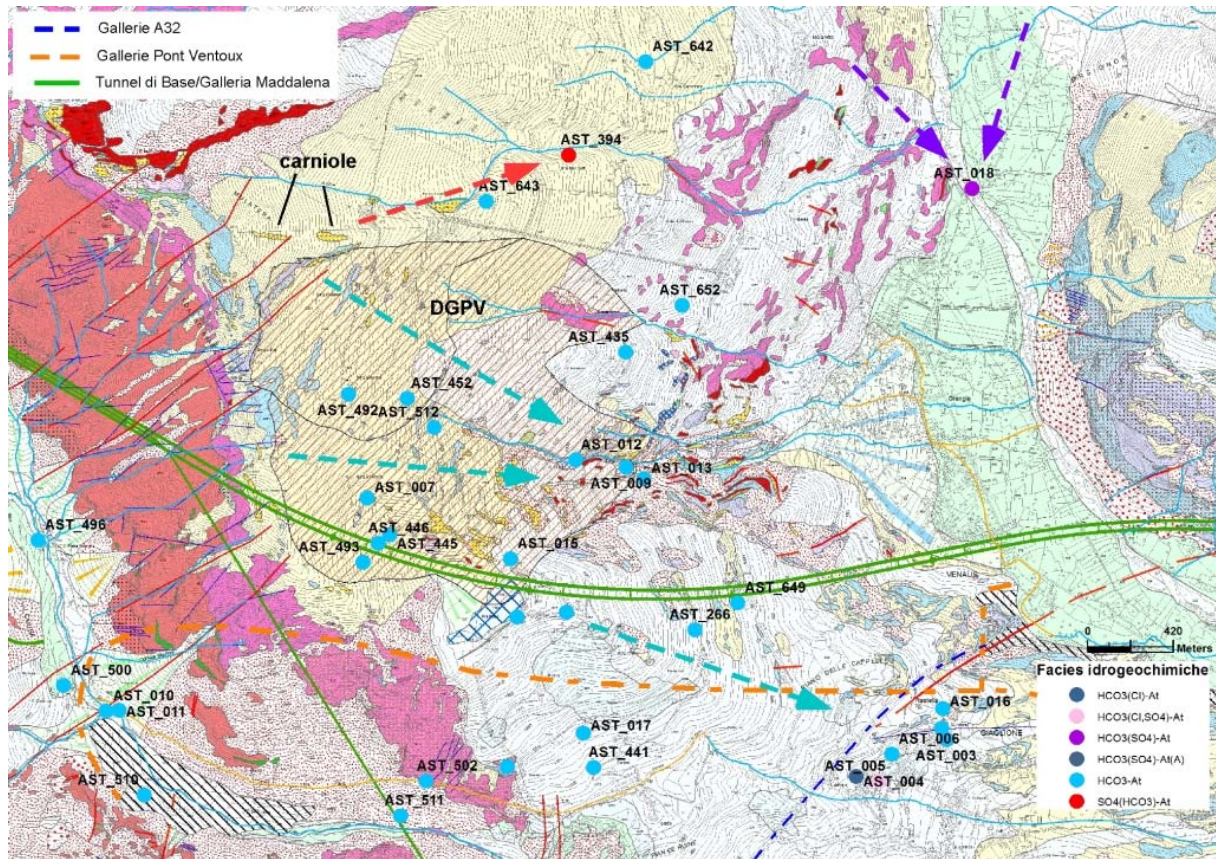 Gallerie A32
Gallerie Pont Ventoux
Tunnel di Base/Galleria Maddalena
AST_642
AST_394
carniole
AST_643
AST_018
DGPV
AST_652
AST_435
AST_452
AST_492
AST_512
AST_012
AST_013
AST_009
AST_007
AST_496
AST_446
AST_445
AST_493
AST_015
AST_649
AST_266
VENAUS
0 420
Meters
AST_500
AST_010
AST_011
AST_017
AST_441
AST_016
GIAGLIONE
AST_006
AST_003
AST_005
AST_004
AST_502
AST_510
AST_511
Facies idrogeochimiche
HCO3(Cl)-At
HCO3(Cl,SO4)-At
HCO3(SO4)-At
HCO3(SO4)-At(A)
HCO3-At
SO4(HCO3)-At